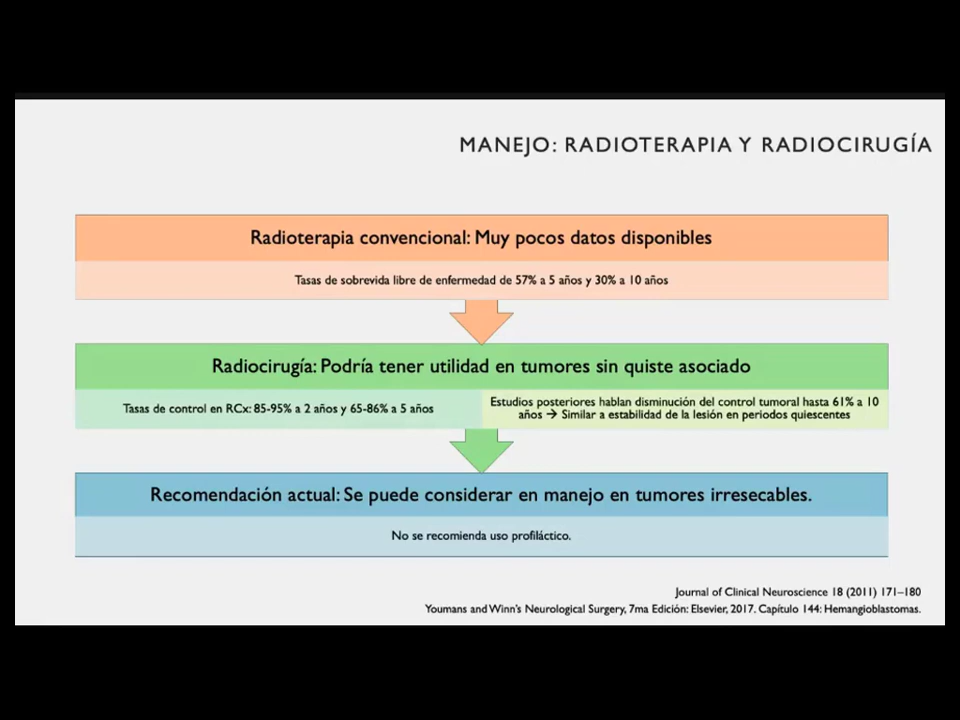 MANEJO: RADIOTERAPIA Y RADIOCIRUGÍA
Radioterapia convencional: Muy pocos datos disponibles
Tasas de sobrevida libre de enfermedad de 57% a 5 años y 30% a 10 años
Radiocirugía: Podría tener utilidad en tumores sin quiste asociado
Tasas de control en RCx: 85-95% a 2 años y 65-86% a 5 años
Estudios posteriores hablan disminución del control tumoral hasta 61% a 10
años → Similar a estabilidad de la lesión en periodos quiescentes
Recomendación actual: Se puede considerar en manejo en tumores irresecables.
No se recomienda uso profiláctico.
Journal of Clinical Neuroscience 18 (2011) 171–180
Youmans and Winn's Neurological Surgery, 7ma Edición: Elsevier, 2017. Capítulo 144: Hemangioblastomas.